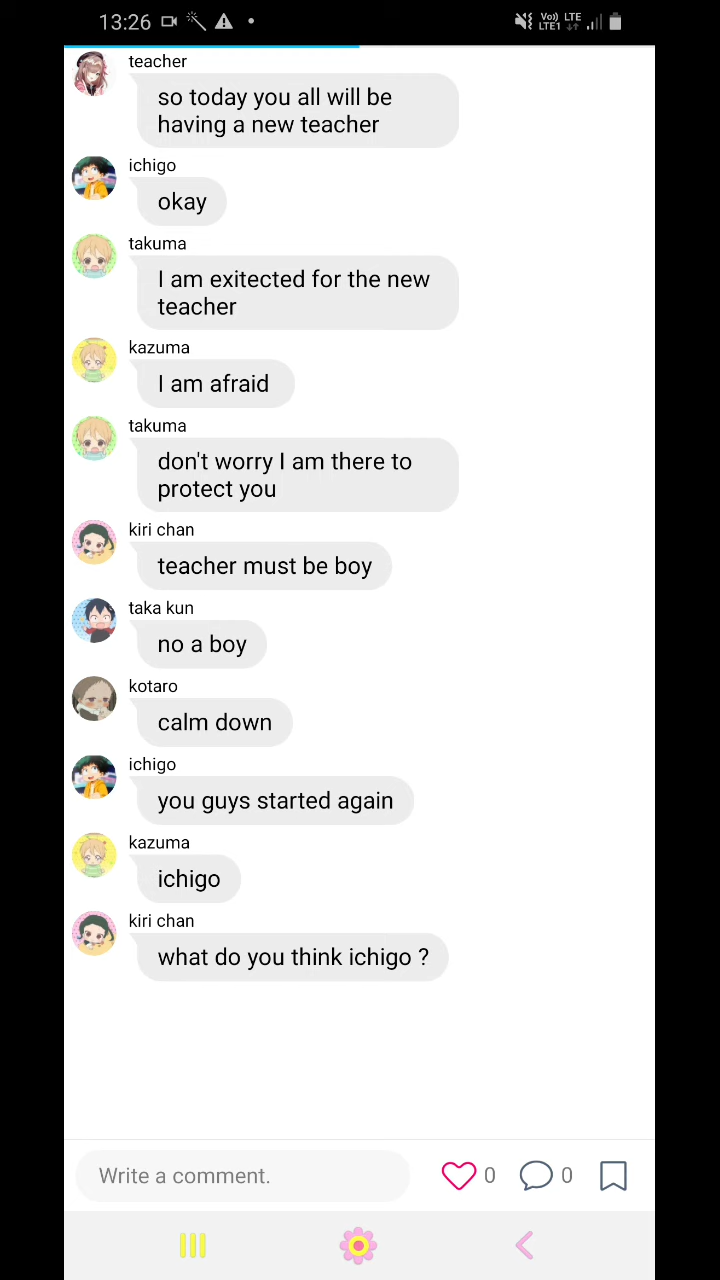 13:26
Vo)) LTE
LTE1
teacher
so today you all will be
having a new teacher
ichigo
okay
takuma
I am exitected for the new
teacher
kazuma
I am afraid
takuma
don't worry I am there to
protect you
kiri chan
teacher must be boy
taka kun
no a boy
kotaro
calm down
ichigo
you guys started again
kazuma
ichigo
kiri chan
what do you think ichigo ?
Write a comment.
0
0